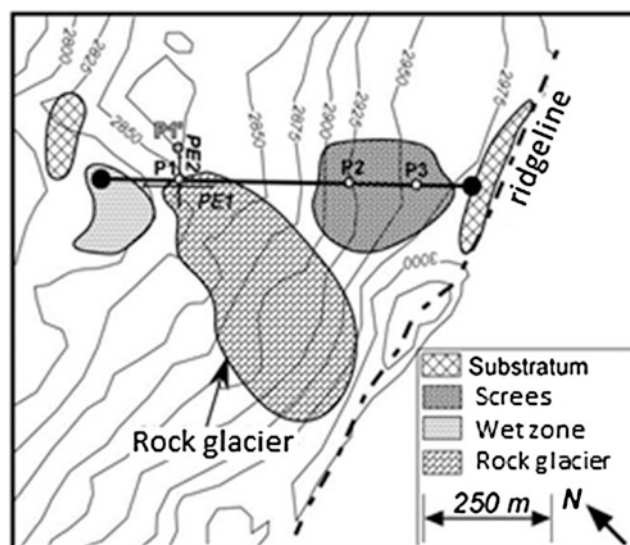 2800
2825
2850
P1'
PE2
P1
PE1
2850
2875
2900
2925
2950
2975
P2
P3
ridgeline
3000
Rock glacier
Substratum
Screes
Wet zone
Rock glacier
250 m
N